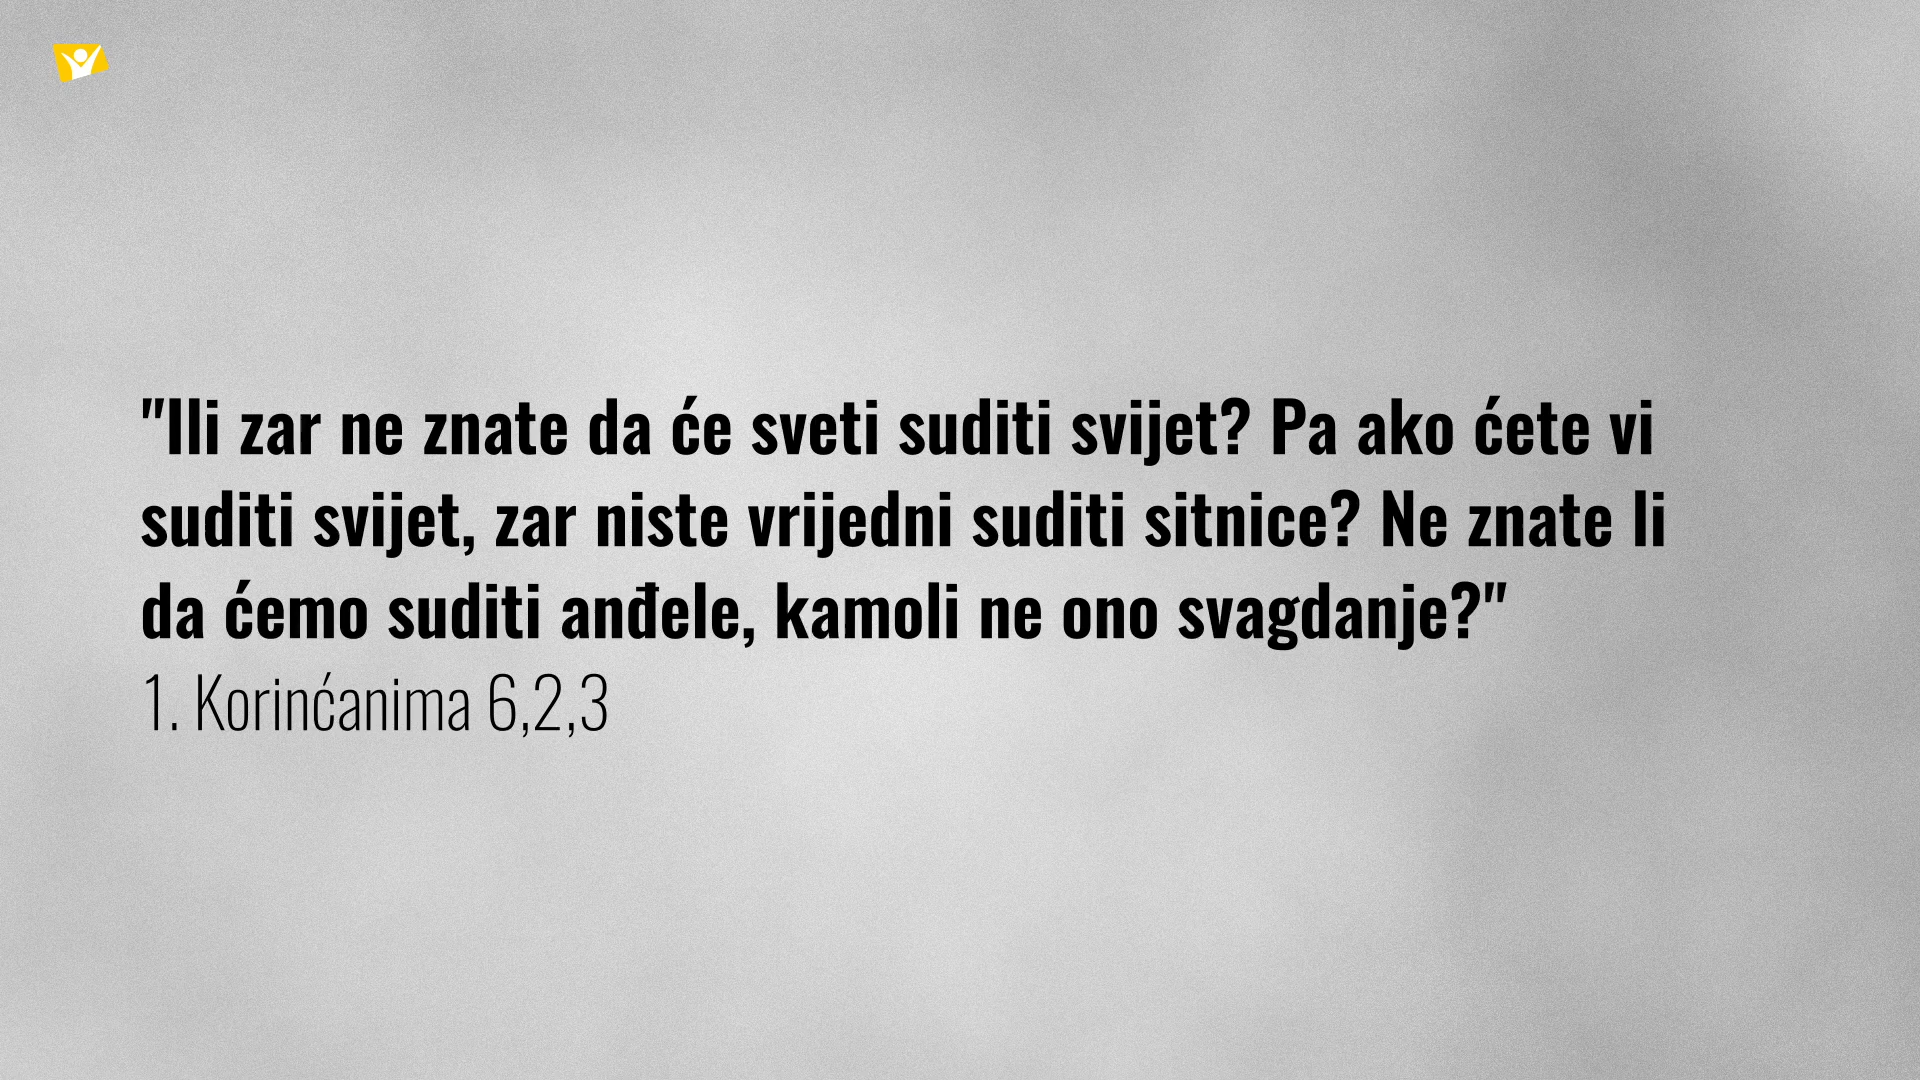 "Ili zar ne znate da će sveti suditi svijet? Pa ako ćete vi
suditi svijet, zar niste vrijedni suditi sitnice? Ne znate li
da ćemo suditi anđele, kamoli ne ono svagdanje?"
1. Korinćanima 6,2,3